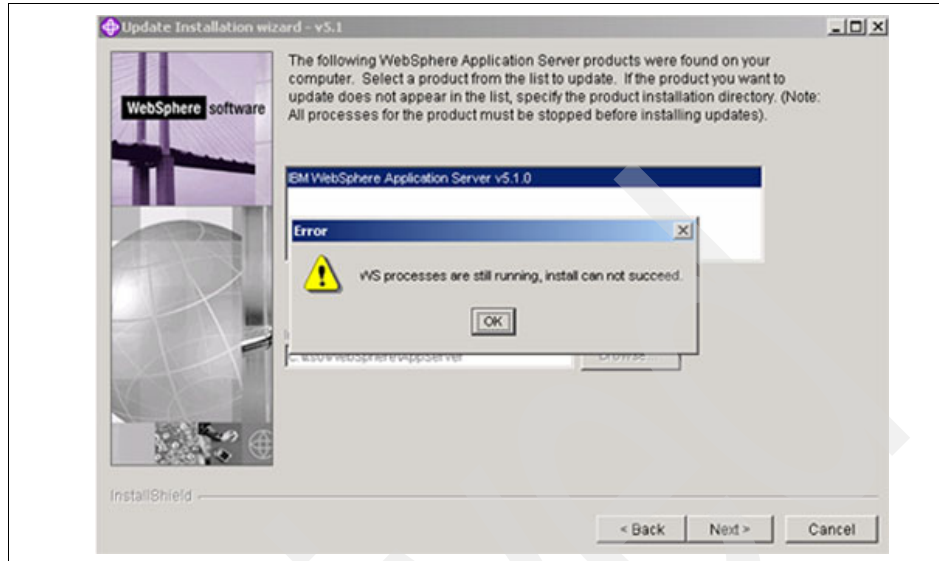 Update Installation wizard - v5.1
The following WebSphere Application Server products were found on your
computer. Select a product from the list to update. If the product you want to
update does not appear in the list, specify the product installation directory. (Note:
All processes for the product must be stopped before installing updates).
WebSphere software
IBM WebSphere Application Server v5.1.0
Error
WS processes are still running, install can not succeed.
OK
InstallShield
< Back
Next >
Cancel